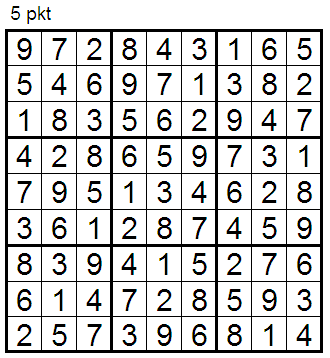 5 pkt
9 7 2 8 4 3 1 6 5
5 4 6 9 7 1 3 8 2
1 8 3 5 6 2 9 4 7
4 2 8 6 5 9 7 3 1
7 9 5 1 3 4 6 2 8
3 6 1 2 8 7 4 5 9
8 3 9 4 1 5 2 7 6
6 1 4 7 2 8 5 9 3
2 5 7 3 9 6 8 1 4